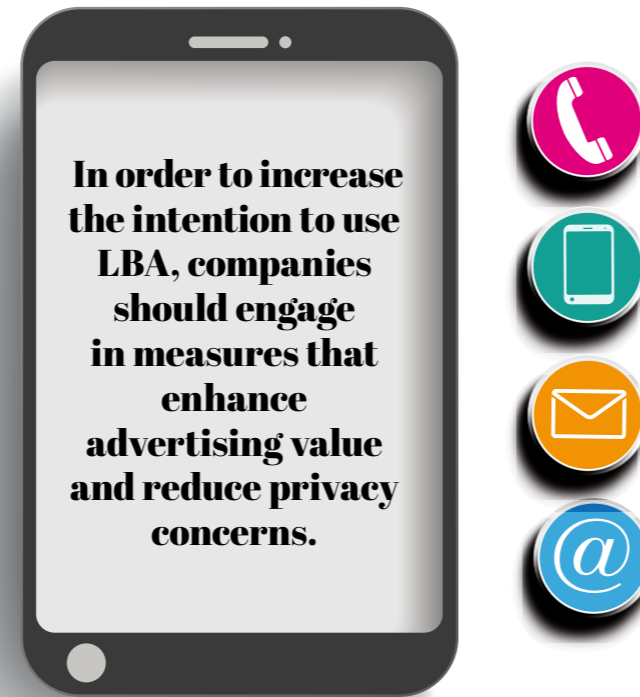 In order to increase
the intention to use
LBA, companies
should engage
in measures that
enhance
advertising value
and reduce privacy
concerns.
@